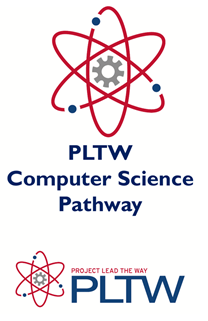 PLTW
Computer Science
Pathway
PROJECT LEAD THE WAY
PLTW